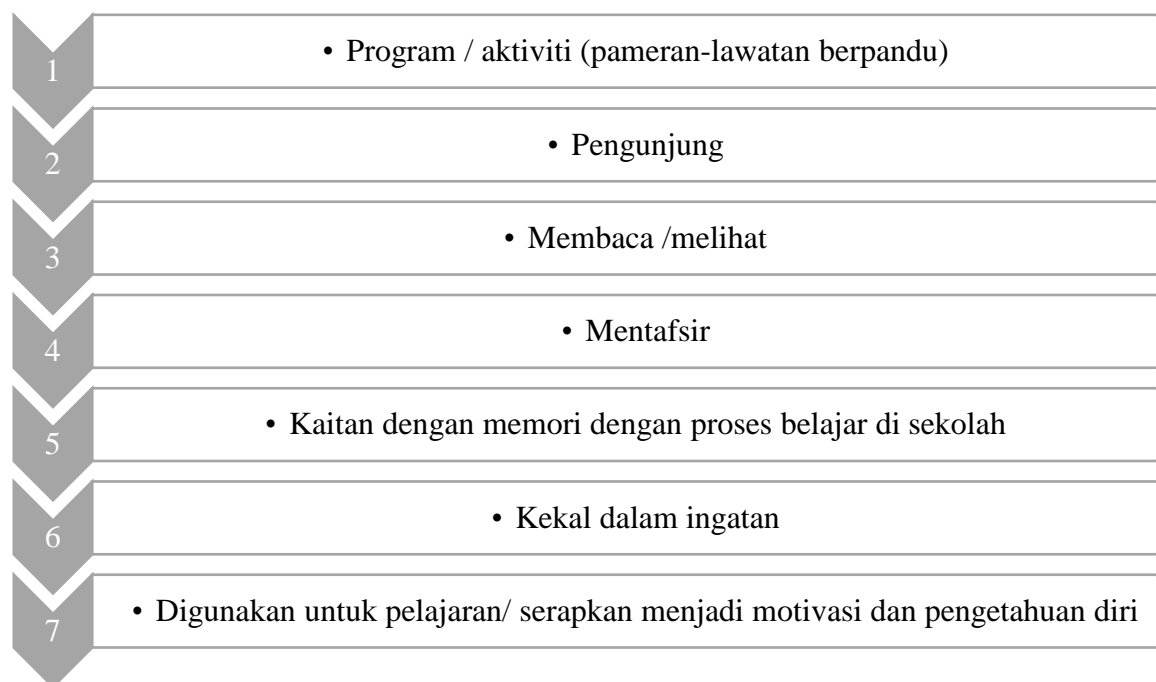 1
• Program / aktiviti (pameran-lawatan berpandu)
2
• Pengunjung
3
• Membaca /melihat
4
• Mentafsir
5
• Kaitan dengan memori dengan proses belajar di sekolah
6
• Kekal dalam ingatan
7
• Digunakan untuk pelajaran/ serapkan menjadi motivasi dan pengetahuan diri